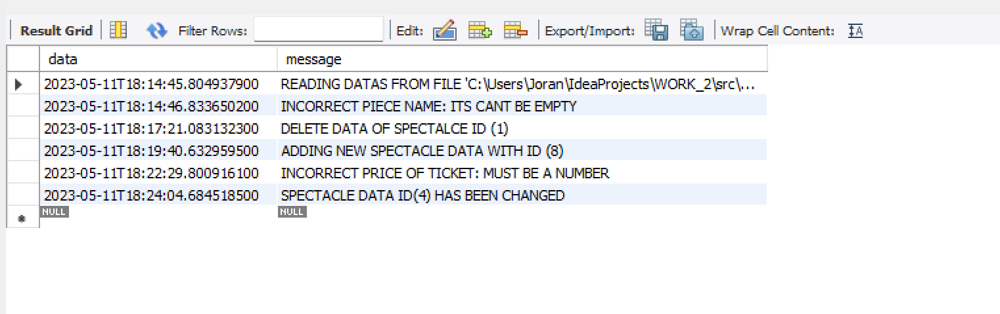 Result Grid Filter Rows: Edit: Export/Import: Wrap Cell Content: IA
data message
2023-05-11T18:14:45.804937900 READING DATAS FROM FILE 'C:\Users\Joran\IdeaProjects\WORK_2\src\...
2023-05-11T18:14:46.833650200 INCORRECT PIECE NAME: ITS CANT BE EMPTY
2023-05-11T18:17:21.083132300 DELETE DATA OF SPECTALCE ID (1)
2023-05-11T18:19:40.632959500 ADDING NEW SPECTACLE DATA WITH ID (8)
2023-05-11T18:22:29.800916100 INCORRECT PRICE OF TICKET: MUST BE A NUMBER
2023-05-11T18:24:04.684518500 SPECTACLE DATA ID(4) HAS BEEN CHANGED
NULL NULL